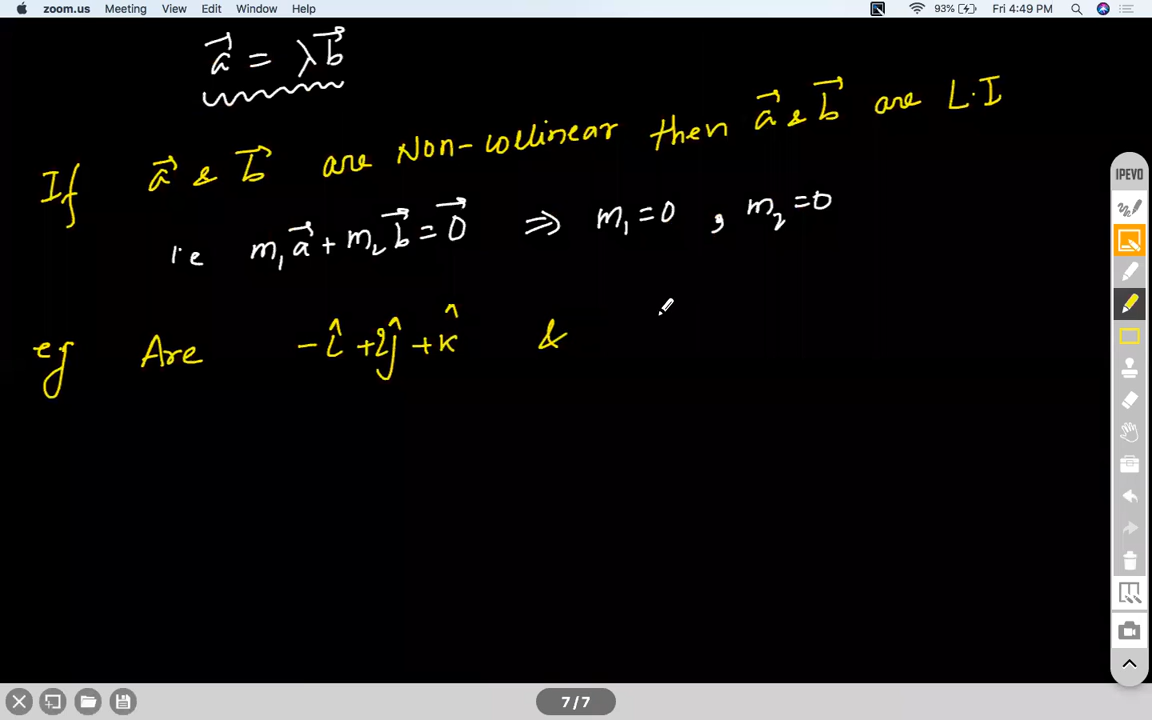 zoom.us Meeting View Edit Window Help 93% Fri 4:49 PM
a⃗ = λb⃗
If a⃗ & b⃗ are Non-collinear then a⃗ & b⃗ are L.I
i.e m₁a⃗ + m₂b⃗ = 0⃗ ⇒ m₁=0 , m₂=0
eg Are -î +2ĵ +k̂ &
IPEVO
7/7